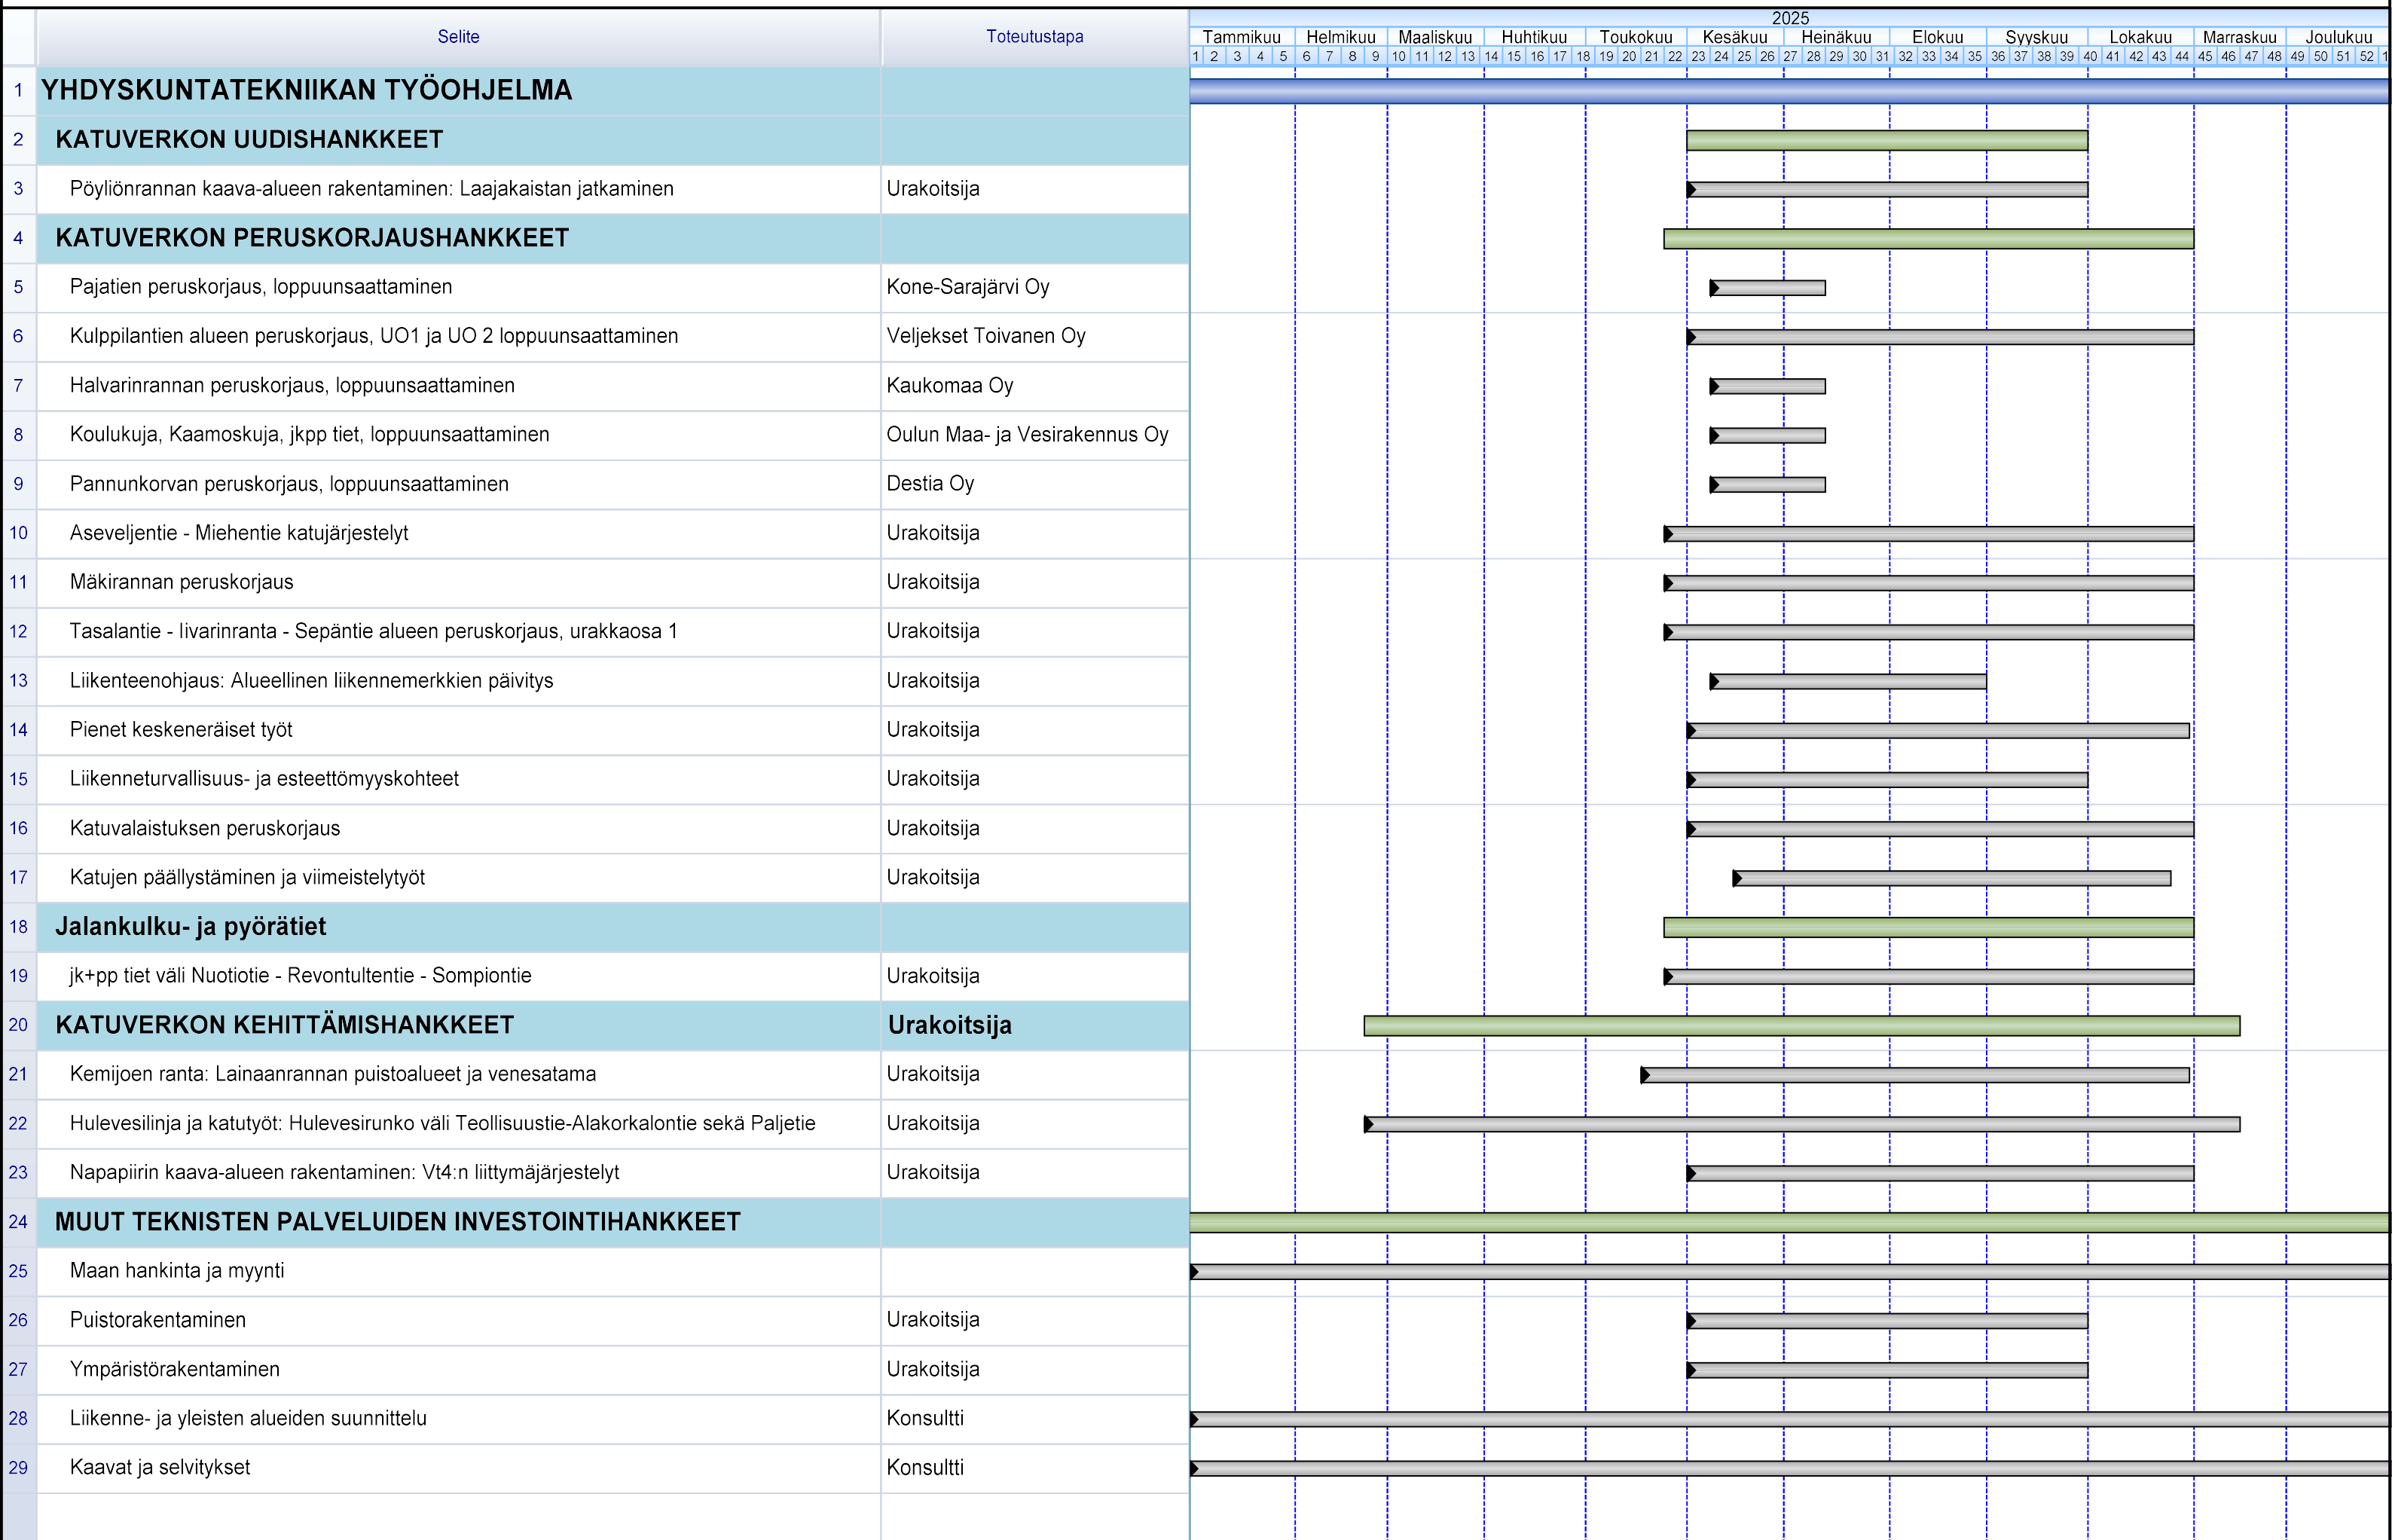 2025
Selite Toteutustapa Tammikuu Helmikuu Maaliskuu Huhtikuu Toukokuu Kesäkuu Heinäkuu Elokuu Syyskuu Lokakuu Marraskuu Joulukuu
1 2 3 4 5 6 7 8 9 10 11 12 13 14 15 16 17 18 19 20 21 22 23 24 25 26 27 28 29 30 31 32 33 34 35 36 37 38 39 40 41 42 43 44 45 46 47 48 49 50 51 52 1
1 YHDYSKUNTATEKNIIKAN TYÖOHJELMA
2 KATUVERKON UUDISHANKKEET
3 Pöyliönrannan kaava-alueen rakentaminen: Laajakaistan jatkaminen Urakoitsija
4 KATUVERKON PERUSKORJAUSHANKKEET
5 Pajatien peruskorjaus, loppuunsaattaminen Kone-Sarajärvi Oy
6 Kulppilantien alueen peruskorjaus, UO1 ja UO 2 loppuunsaattaminen Veljekset Toivanen Oy
7 Halvarinrannan peruskorjaus, loppuunsaattaminen Kaukomaa Oy
8 Koulukuja, Kaamoskuja, jkpp tiet, loppuunsaattaminen Oulun Maa- ja Vesirakennus Oy
9 Pannunkorvan peruskorjaus, loppuunsaattaminen Destia Oy
10 Aseveljentie - Miehentie katujärjestelyt Urakoitsija
11 Mäkirannan peruskorjaus Urakoitsija
12 Tasalantie - Iivarinranta - Sepäntie alueen peruskorjaus, urakkaosa 1 Urakoitsija
13 Liikenteenohjaus: Alueellinen liikennemerkkien päivitys Urakoitsija
14 Pienet keskeneräiset työt Urakoitsija
15 Liikenneturvallisuus- ja esteettömyyskohteet Urakoitsija
16 Katuvalaistuksen peruskorjaus Urakoitsija
17 Katujen päällystäminen ja viimeistelytyöt Urakoitsija
18 Jalankulku- ja pyörätiet
19 jk+pp tiet väli Nuotiotie - Revontultentie - Sompiontie Urakoitsija
20 KATUVERKON KEHITTÄMISHANKKEET Urakoitsija
21 Kemijoen ranta: Lainaanrannan puistoalueet ja venesatama Urakoitsija
22 Hulevesilinja ja katutyöt: Hulevesirunko väli Teollisuustie-Alakorkalontie sekä Paljetie Urakoitsija
23 Napapiirin kaava-alueen rakentaminen: Vt4:n liittymäjärjestelyt Urakoitsija
24 MUUT TEKNISTEN PALVELUIDEN INVESTOINTIHANKKEET
25 Maan hankinta ja myynti
26 Puistorakentaminen Urakoitsija
27 Ympäristörakentaminen Urakoitsija
28 Liikenne- ja yleisten alueiden suunnittelu Konsultti
29 Kaavat ja selvitykset Konsultti